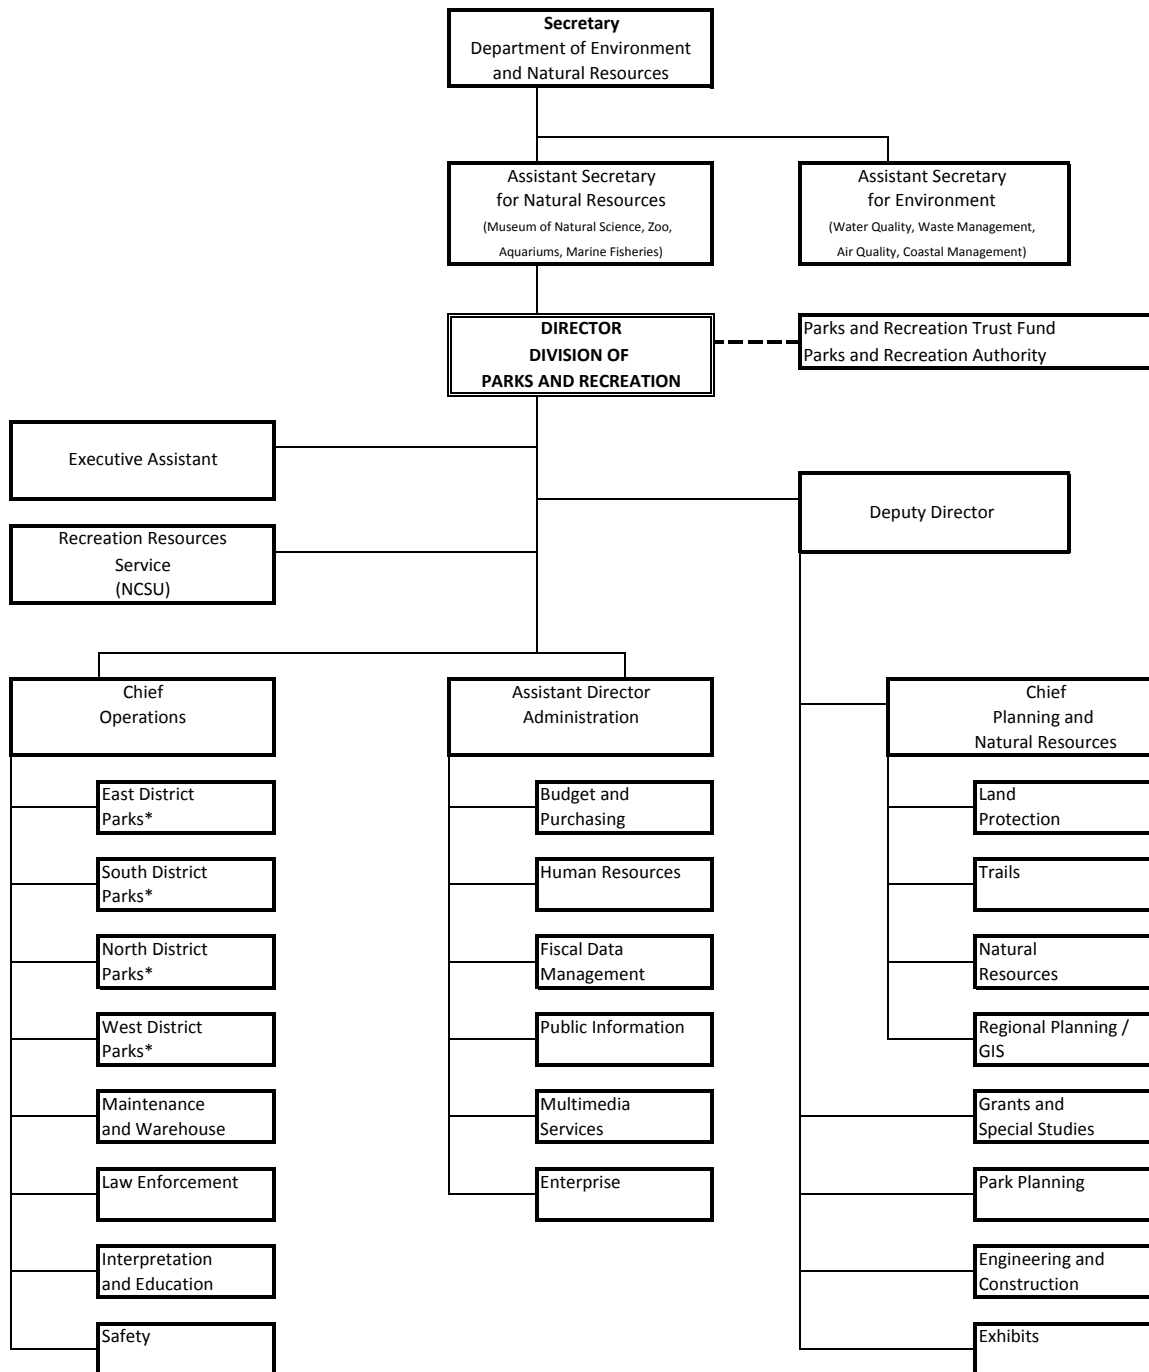 Secretary
Department of Environment
and Natural Resources
Assistant Secretary
for Natural Resources
(Museum of Natural Science, Zoo,
Aquariums, Marine Fisheries)
Assistant Secretary
for Environment
(Water Quality, Waste Management,
Air Quality, Coastal Management)
DIRECTOR
DIVISION OF
PARKS AND RECREATION
Parks and Recreation Trust Fund
Parks and Recreation Authority
Executive Assistant
Deputy Director
Recreation Resources
Service
(NCSU)
Chief
Operations
East District
Parks*
South District
Parks*
North District
Parks*
West District
Parks*
Maintenance
and Warehouse
Law Enforcement
Interpretation
and Education
Safety
Assistant Director
Administration
Budget and
Purchasing
Human Resources
Fiscal Data
Management
Public Information
Multimedia
Services
Enterprise
Chief
Planning and
Natural Resources
Land
Protection
Trails
Natural
Resources
Regional Planning /
GIS
Grants and
Special Studies
Park Planning
Engineering and
Construction
Exhibits